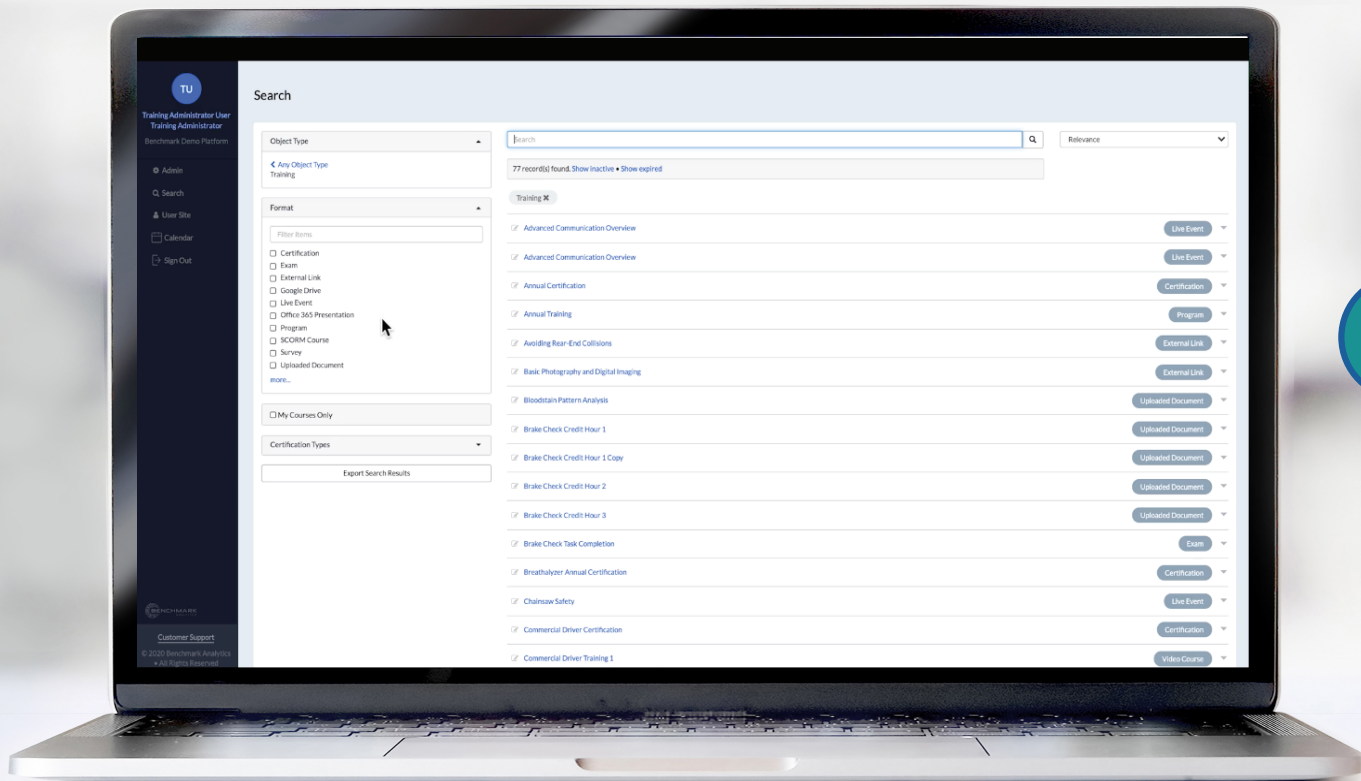 TU
Training Administrator User
Training Administrator
Benchmark Demo Platform
Admin
Search
User Site
Calendar
Sign Out
BENCHMARK
Customer Support
© 2020 Benchmark Analytics
• All Rights Reserved
Search
Object Type
Any Object Type
Training
Format
Filter Items
Certification
Exam
External Link
Google Drive
Live Event
Office 365 Presentation
Program
SCORM Course
Survey
Uploaded Document
more...
My Courses Only
Certification Types
Export Search Results
Search
Relevance
77 record(s) found. Show inactive • Show expired
Training ✖
Advanced Communication Overview Live Event
Advanced Communication Overview Live Event
Annual Certification Certification
Annual Training Program
Avoiding Rear-End Collisions External Link
Basic Photography and Digital Imaging External Link
Bloodstain Pattern Analysis Uploaded Document
Brake Check Credit Hour 1 Uploaded Document
Brake Check Credit Hour 1 Copy Uploaded Document
Brake Check Credit Hour 2 Uploaded Document
Brake Check Credit Hour 3 Uploaded Document
Brake Check Task Completion Exam
Breathalyzer Annual Certification Certification
Chainsaw Safety Live Event
Commercial Driver Certification Certification
Commercial Driver Training 1 Video Course